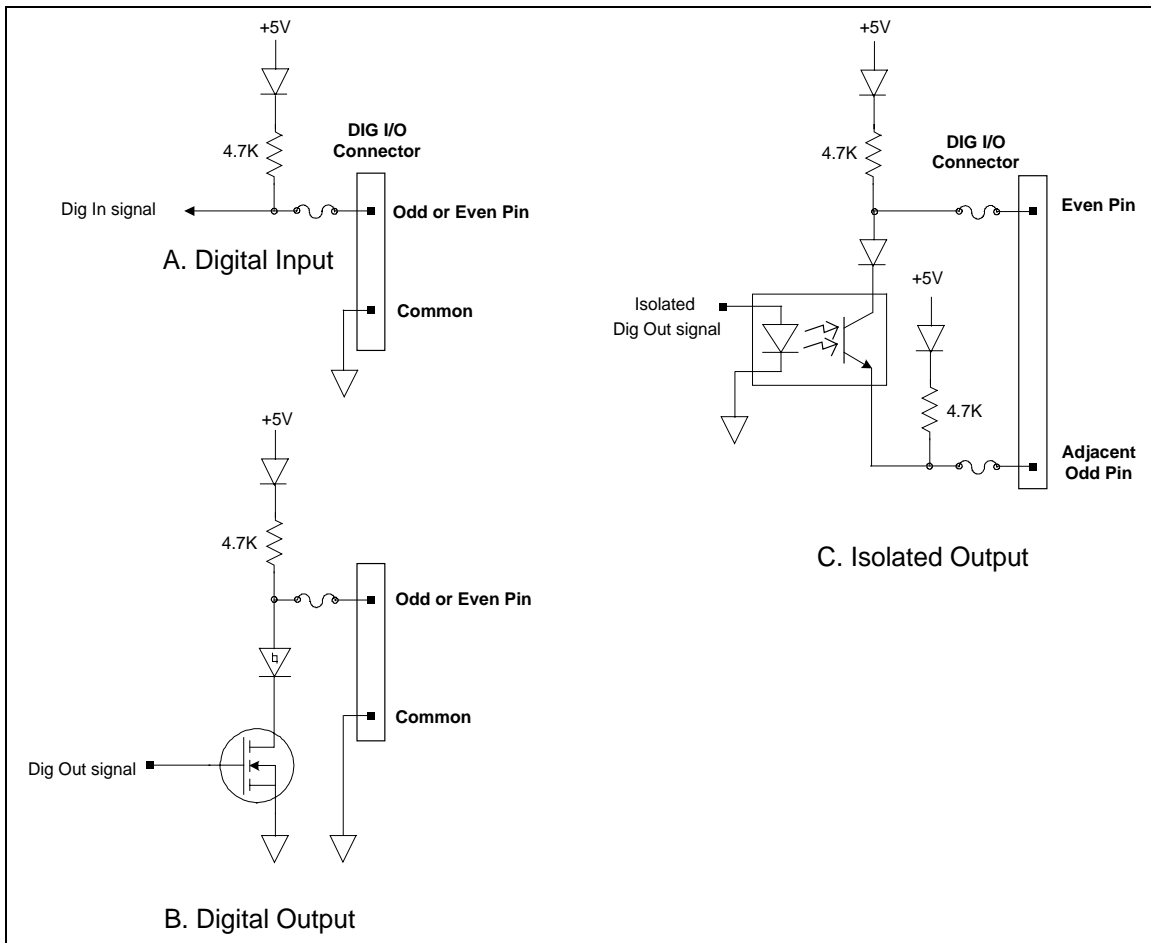 +5V
4.7K
DIG I/O
Connector
Dig In signal
Odd or Even Pin
A. Digital Input
Common
+5V
4.7K
Odd or Even Pin
Common
Dig Out signal
B. Digital Output
+5V
4.7K
DIG I/O
Connector
Even Pin
+5V
Isolated
Dig Out signal
4.7K
Adjacent
Odd Pin
C. Isolated Output